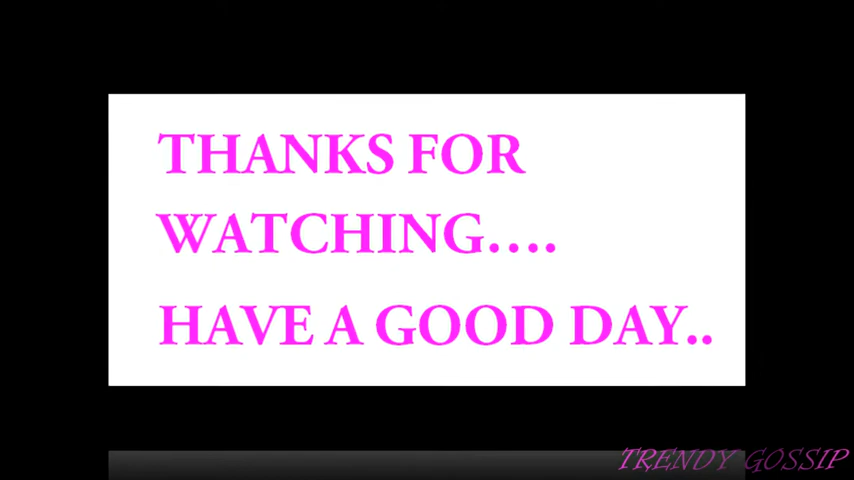 THANKS FOR
WATCHING....
HAVE A GOOD DAY..
TRENDY GOSSIP